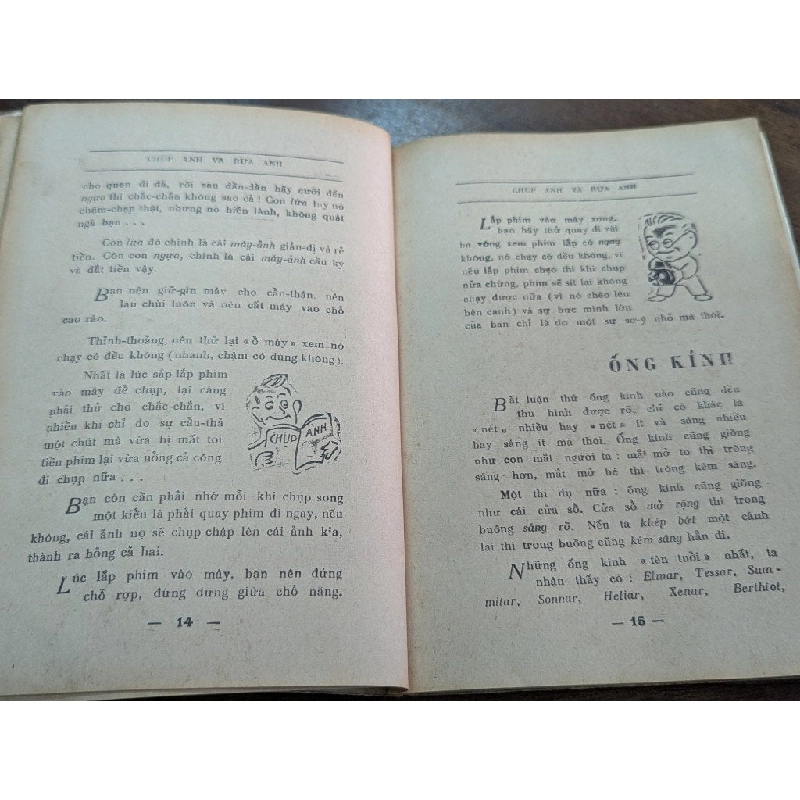 CHỤP ẢNH VÀ RỬA ẢNH
cho quen đi đã, rồi sau dần-dần hãy cưỡi đến
ngựa thì chắc-chắn không sao cả ! Con lừa tuy nó
chậm-chạp thật, nhưng nó hiền lành, không quật
ngã bạn . . .
Con lừa đó chính là cái máy-ảnh giản-dị và rẻ
tiền. Còn con ngựa, chính là cái máy-ảnh cầu kỳ
và đắt tiền vậy
Bạn nên giữ-gìn máy cho cẩn-thận, nên
lau chùi luôn và nên cất máy vào chỗ
cao ráo.
Thỉnh-thoảng, nên thử lại «ổ máy» xem nó
chạy có đều không (nhanh, chậm có đúng không).
Nhất là lúc sắp lắp phim
vào máy để chụp, lại càng
phải thử cho chắc-chắn, vì
nhiều khi chỉ do sự cẩu-thả
một chút mà vừa bị mất toi
tiền phim lại vừa uổng cả công
đi chụp nữa . . .
CHỤP ẢNH
Bạn còn cần phải nhớ mỗi khi chụp song
một kiểu là phải quay phim đi ngay, nếu
không, cái ảnh nọ sẽ chụp chập lên cái ảnh kia,
thành ra hỏng cả hai.
Lúc lắp phim vào máy, bạn nên đứng
chỗ rợp, đừng đứng giữa chỗ nắng.
— 14 —
CHỤP ẢNH VÀ RỬA ẢNH
Lắp phim vào máy xong,
bạn hãy thử quay đi vài
ba vòng xem phim lắp có ngay
không, nó chạy có đều không, vì
nếu lắp phim chẹo thì khi chụp
nửa chừng, phim sẽ sít lại không
chạy được nữa (vì nó chéo lên
bên cạnh) và sự bực mình lớn
của bạn chỉ là do một sự sơ-ý nhỏ mà thôi.
ỐNG KÍNH
Bất luận thứ ống kính nào cũng đều
thu hình được rõ, chỉ có khác là
«nét» nhiều hay «nét» ít và sáng nhiều
hay sáng ít mà thôi. Ống kính cũng giống
như con mắt người ta : mắt mở to thì trông
sáng hơn, mắt mở bé thì trông kém sáng.
Một thí dụ nữa : ống kính cũng giống
như cái cửa sổ. Cửa sổ mở rộng thì trong
buồng sáng rõ. Nếu ta khép bớt một cánh
lại thì trong buồng cũng kém sáng hẳn đi.
Những ống kính «tên tuổi» nhất, ta
nhận thấy có : Elmar, Tessar, Sum-
mitar, Sonnar, Heliar, Xenar, Berthiot,
— 15 —